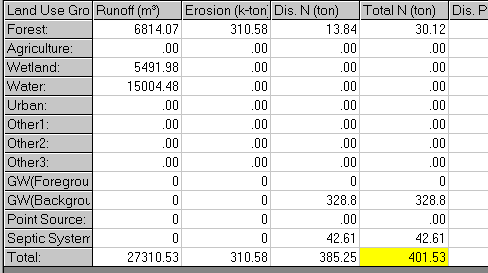 Land Use Gro Runoff (m³) Erosion (k-ton Dis. N (ton) Total N (ton) Dis. P
Forest: 6814.07 310.58 13.84 30.12
Agriculture: .00 .00 .00 .00
Wetland: 5491.98 .00 .00 .00
Water: 15004.48 .00 .00 .00
Urban: .00 .00 .00 .00
Other1: .00 .00 .00 .00
Other2: .00 .00 .00 .00
Other3: .00 .00 .00 .00
GW(Foregrou 0 0 0 0
GW(Backgrou 0 0 328.8 328.8
Point Source: .00 .00 .00 .00
Septic System 0 0 42.61 42.61
Total: 27310.53 310.58 385.25 401.53